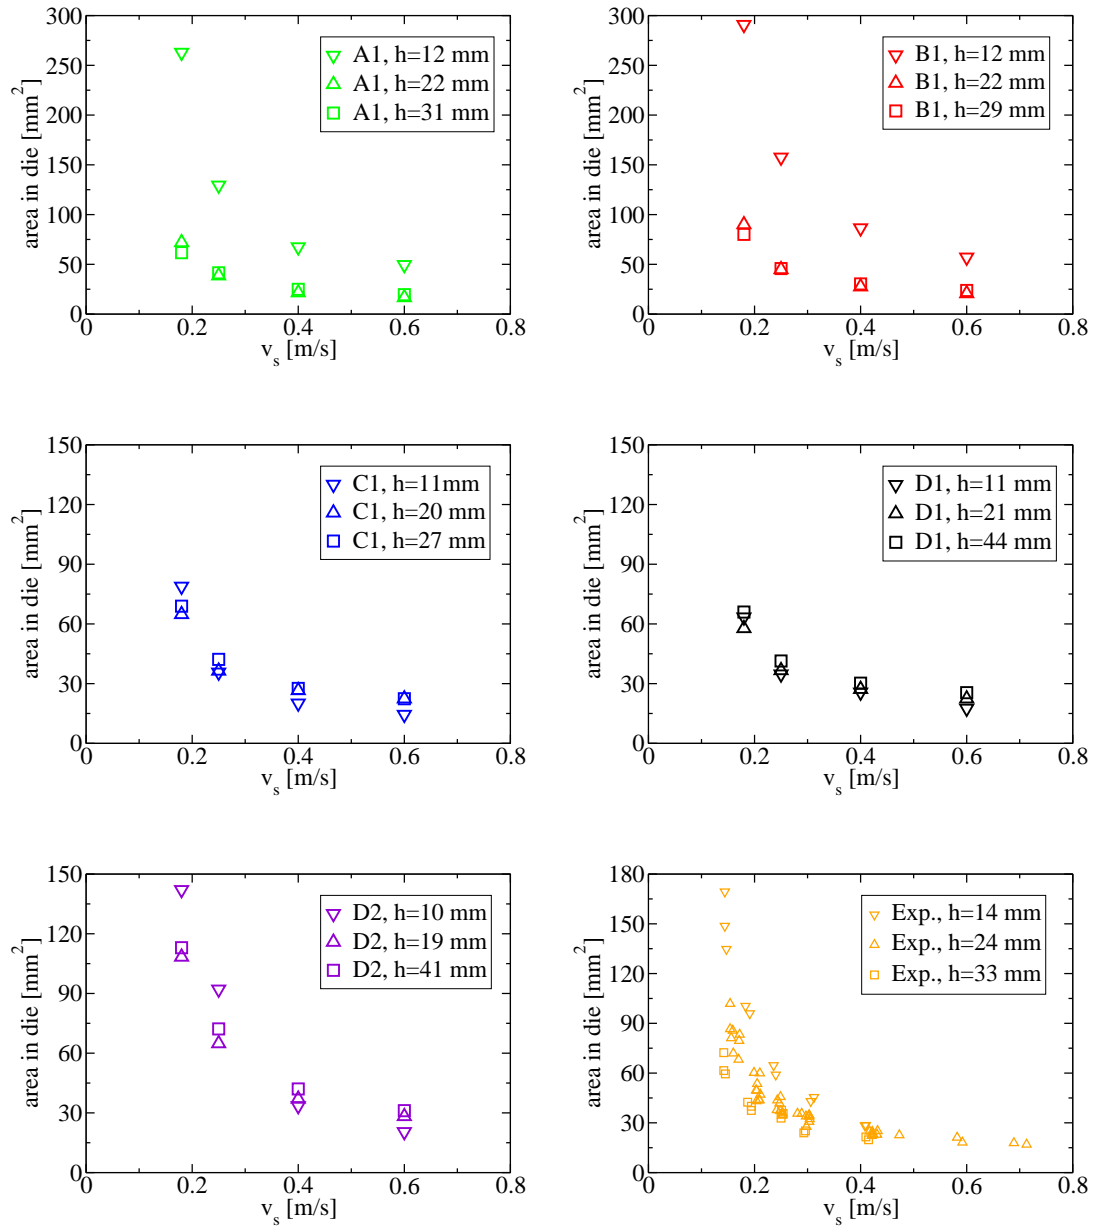 300
250
200
150
100
50
0
area in die [mm²]
A1, h=12 mm
A1, h=22 mm
A1, h=31 mm
0 0.2 0.4 0.6 0.8
v_s [m/s]
300
250
200
150
100
50
0
area in die [mm²]
B1, h=12 mm
B1, h=22 mm
B1, h=29 mm
0 0.2 0.4 0.6 0.8
v_s [m/s]
150
120
90
60
30
0
area in die [mm²]
C1, h=11mm
C1, h=20 mm
C1, h=27 mm
0 0.2 0.4 0.6 0.8
v_s [m/s]
150
120
90
60
30
0
area in die [mm²]
D1, h=11 mm
D1, h=21 mm
D1, h=44 mm
0 0.2 0.4 0.6 0.8
v_s [m/s]
150
120
90
60
30
0
area in die [mm²]
D2, h=10 mm
D2, h=19 mm
D2, h=41 mm
0 0.2 0.4 0.6 0.8
v_s [m/s]
180
150
120
90
60
30
0
area in die [mm²]
Exp., h=14 mm
Exp., h=24 mm
Exp., h=33 mm
0 0.2 0.4 0.6 0.8
v_s [m/s]